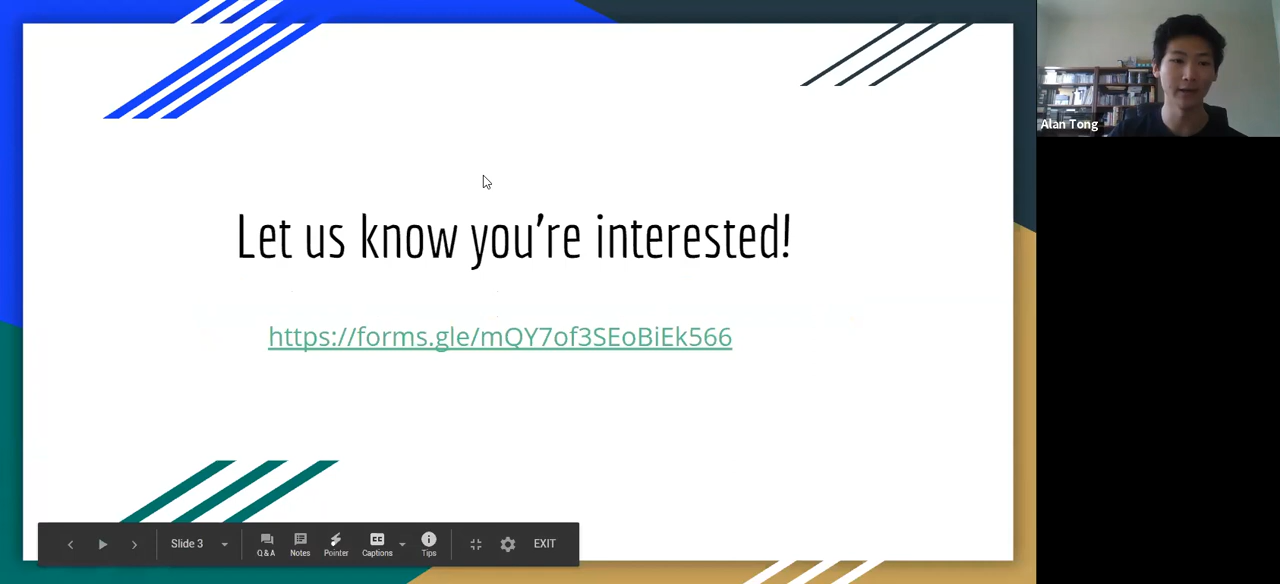 Let us know you're interested!
https://forms.gle/mQY7of3SEoBiEk566
Alan Tong
Slide 3
Q & A
Notes
Pointer
Captions
Tips
EXIT